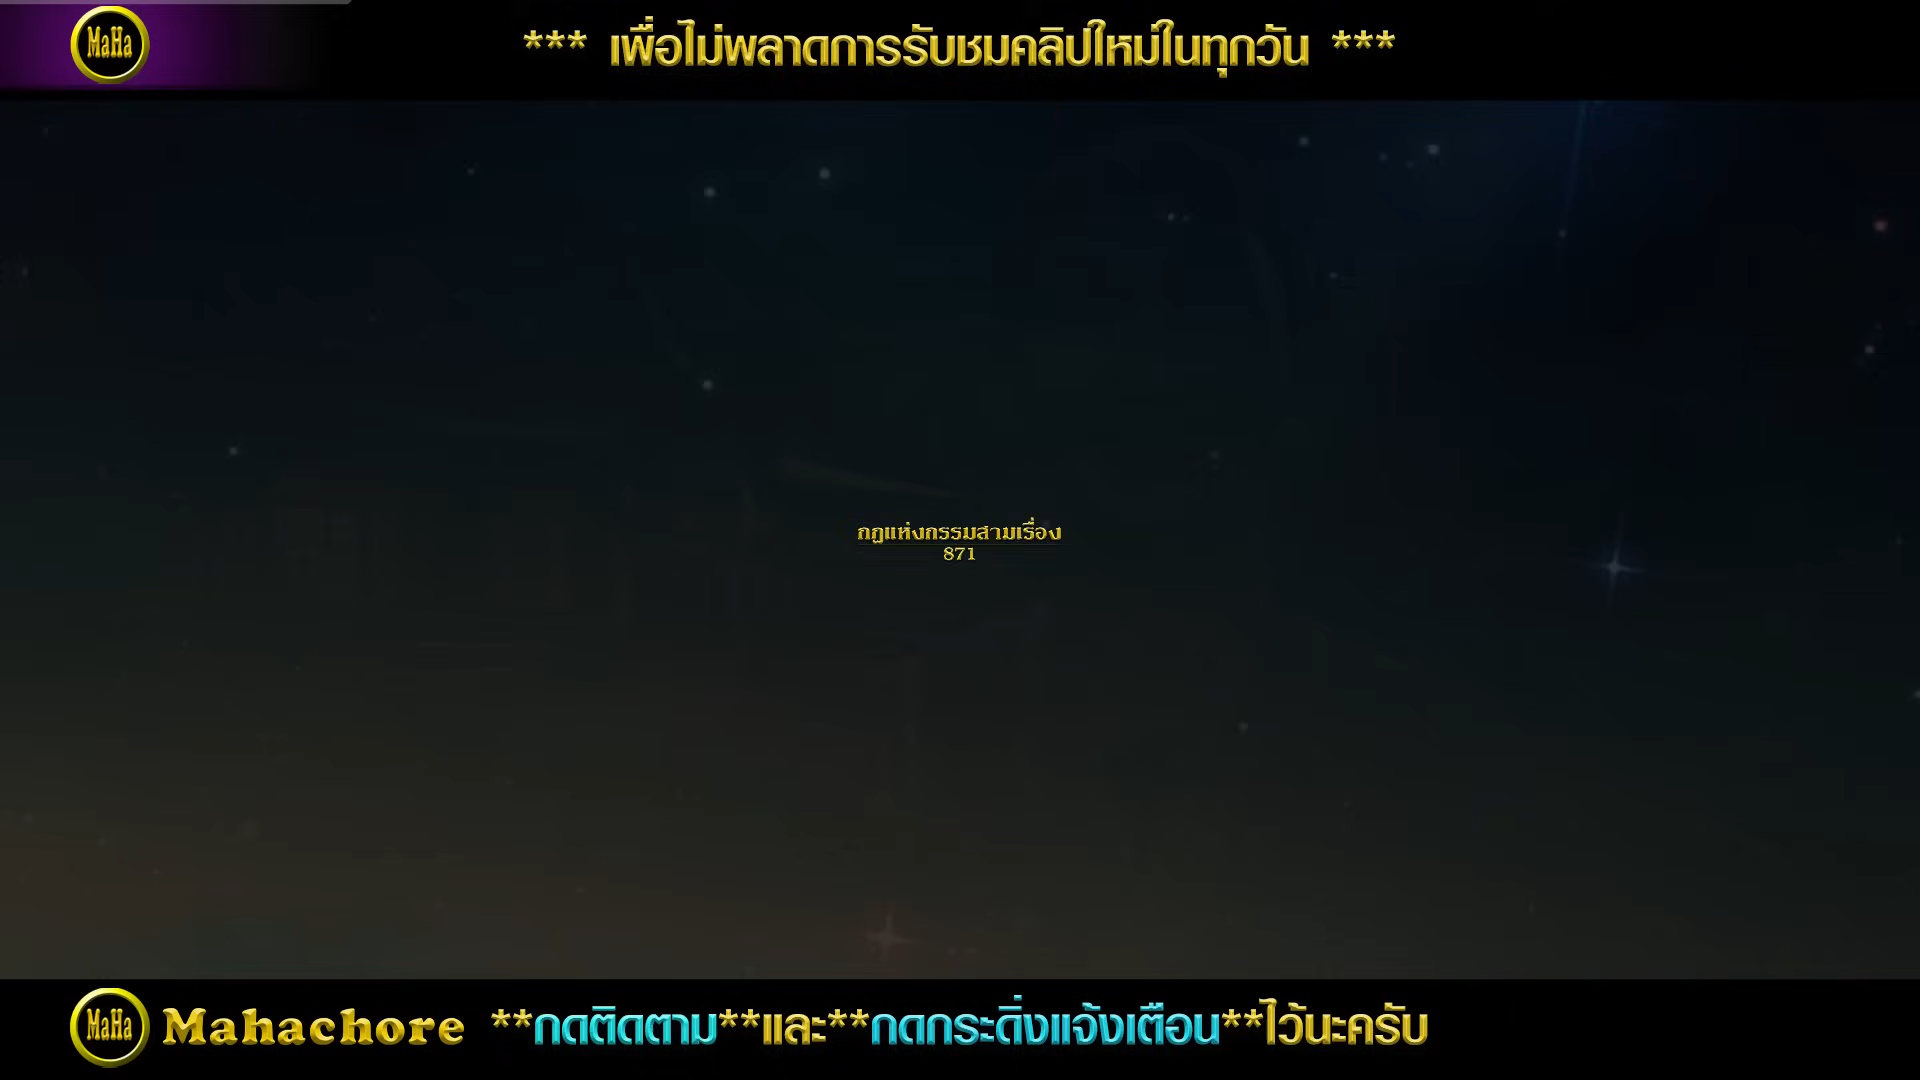 MaHa
*** เพื่อไม่พลาดการรับชมคลิปใหม่ในทุกวัน ***
กฏแห่งกรรมสามเรื่อง
871
MaHa
Mahachore **กดติดตาม**และ**กดกระดิ่งแจ้งเตือน**ไว้นะครับ